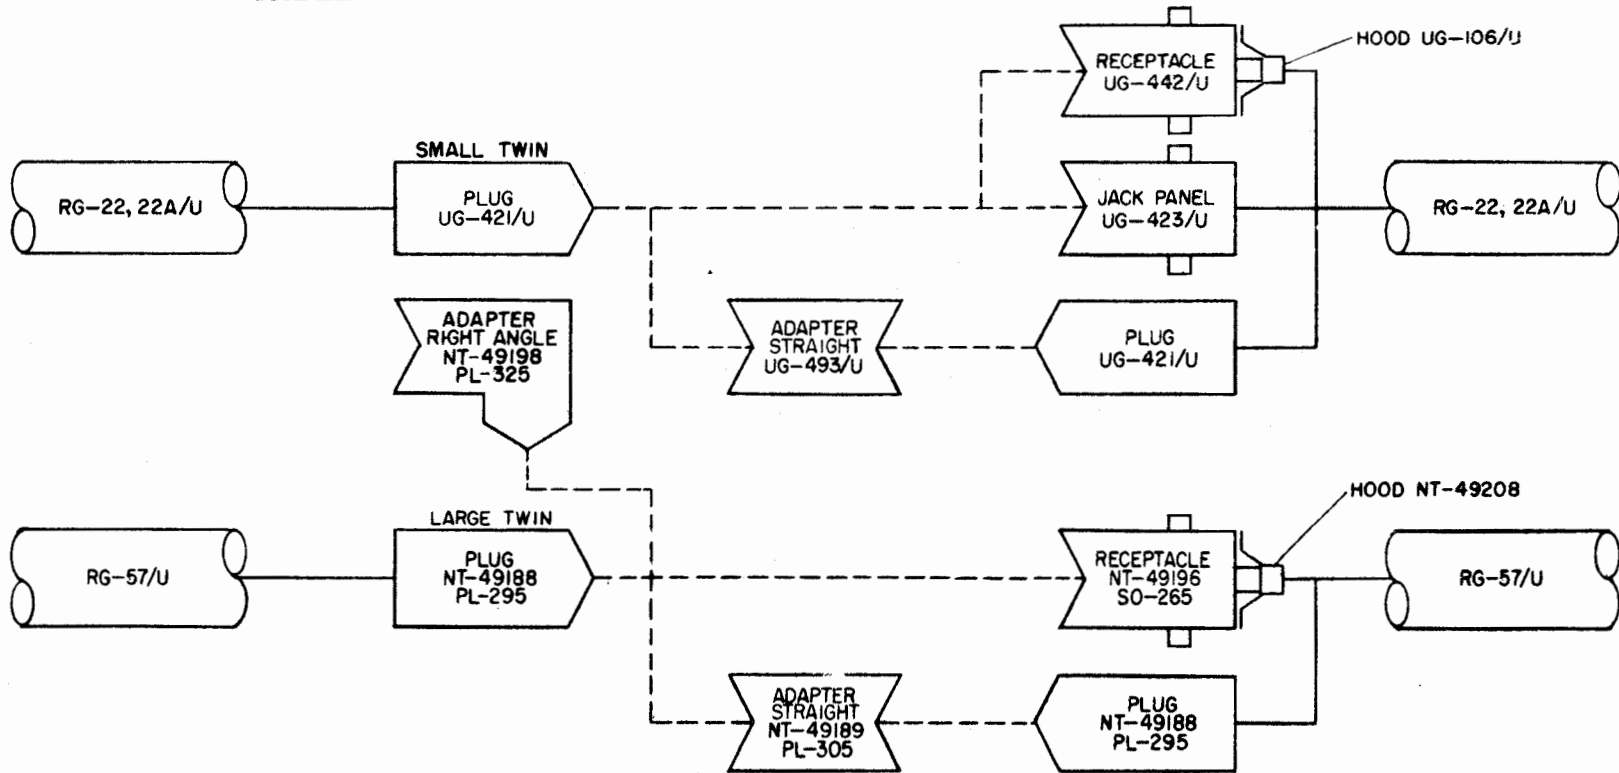 HOOD UG-106/U
RECEPTACLE
UG-442/U
SMALL TWIN
RG-22, 22A/U
PLUG
UG-421/U
JACK PANEL
UG-423/U
RG-22, 22A/U
ADAPTER
RIGHT ANGLE
NT-49198
PL-325
ADAPTER
STRAIGHT
UG-493/U
PLUG
UG-421/U
HOOD NT-49208
LARGE TWIN
RG-57/U
PLUG
NT-49188
PL-295
RECEPTACLE
NT-49196
SO-265
RG-57/U
ADAPTER
STRAIGHT
NT-49189
PL-305
PLUG
NT-49188
PL-295